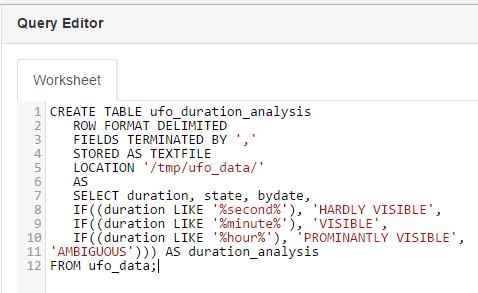 Query Editor
Worksheet
1 CREATE TABLE ufo_duration_analysis
2 ROW FORMAT DELIMITED
3 FIELDS TERMINATED BY ','
4 STORED AS TEXTFILE
5 LOCATION '/tmp/ufo_data/'
6 AS
7 SELECT duration, state, bydate,
8 IF((duration LIKE '%second%'), 'HARDLY VISIBLE',
9 IF((duration LIKE '%minute%'), 'VISIBLE',
10 IF((duration LIKE '%hour%'), 'PROMINANTLY VISIBLE',
11 'AMBIGUOUS'))) AS duration_analysis
12 FROM ufo_data;